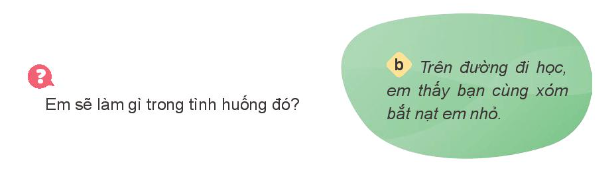 ?
Em sẽ làm gì trong tình huống đó?
b Trên đường đi học,
em thấy bạn cùng xóm
bắt nạt em nhỏ.